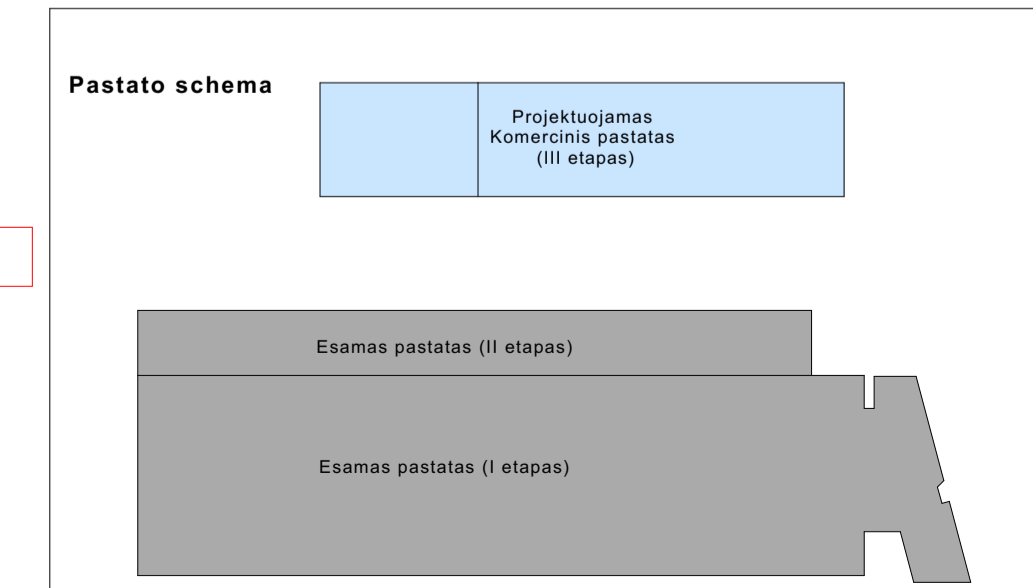 Pastato schema
Projektuojamas
Komercinis pastatas
(III etapas)
Esamas pastatas (II etapas)
Esamas pastatas (I etapas)